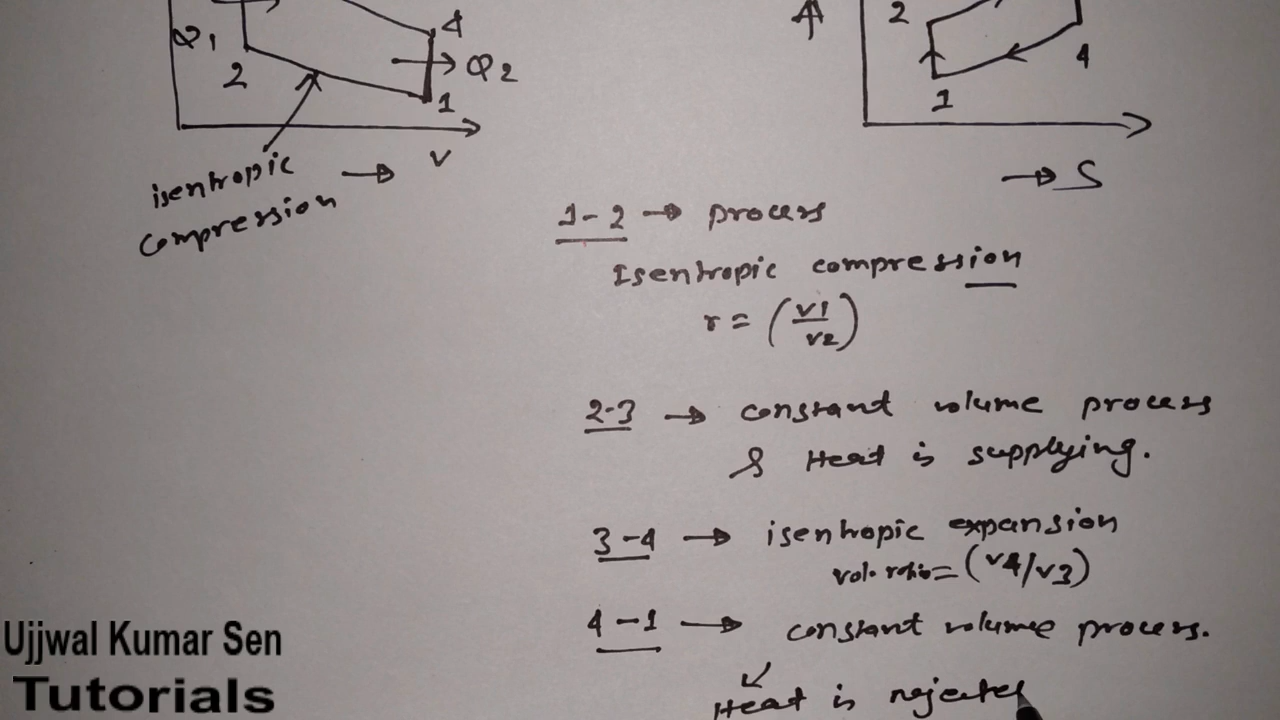 Q1
2
4
Q2
1
v
isentropic
compression
2
4
1
S
1-2 → process
Isentropic compression
r = (v1/v2)
2-3 → constant volume process
& Heat is supplying.
3-4 → isentropic expansion
vol. ratio = (v4/v3)
4-1 → constant volume process.
Heat is rejected
Ujjwal Kumar Sen
Tutorials